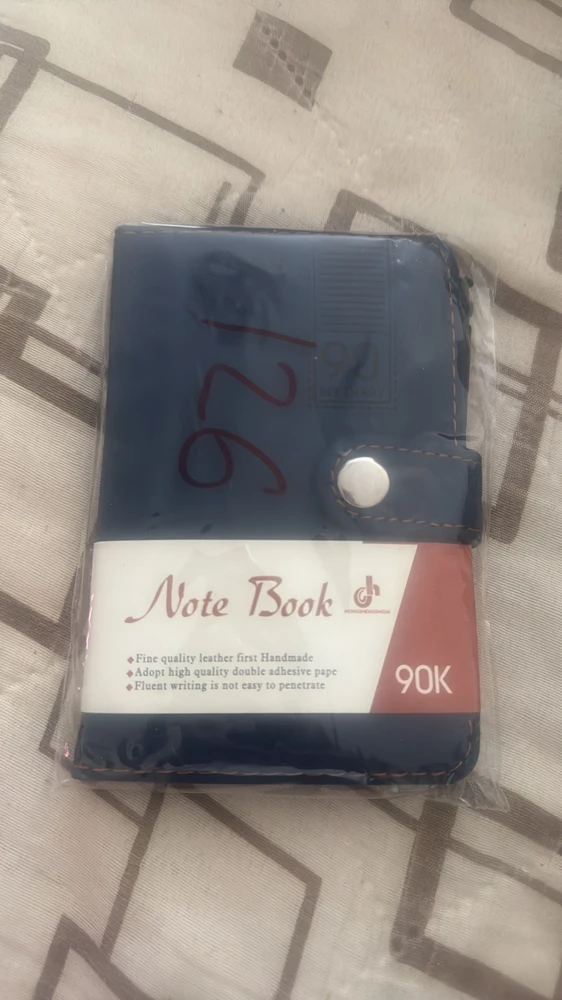 126
90
Note Book
◆Fine quality leather first Handmade
◆Adopt high quality double adhesive pape
◆Fluent writing is not easy to penetrate
90K